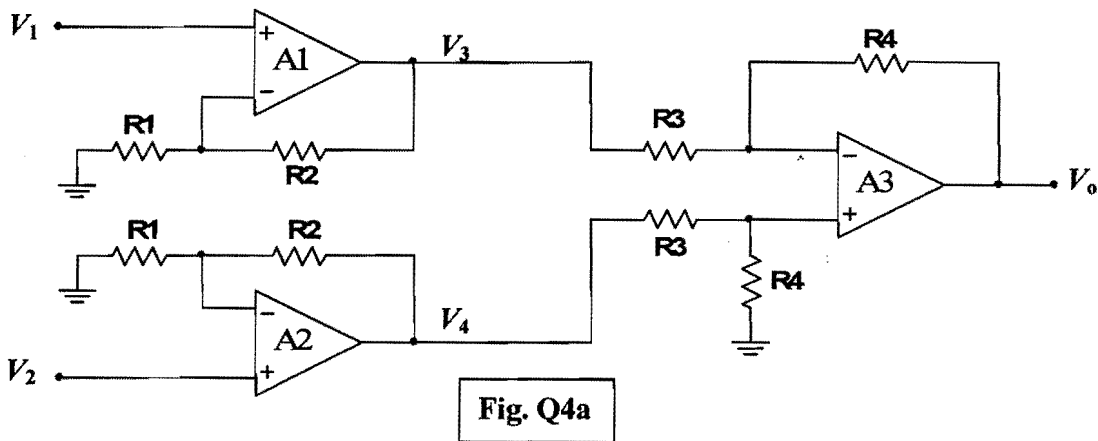 V1
A1
+
−
V3
R1
R2
R4
R3
−
A3
+
Vo
R3
R4
R1
R2
−
A2
+
V4
V2
Fig. Q4a